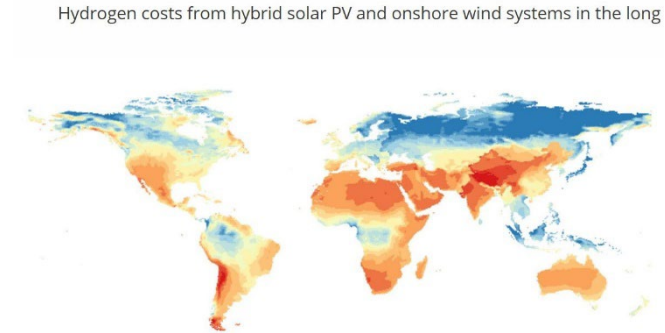 Hydrogen costs from hybrid solar PV and onshore wind systems in the long